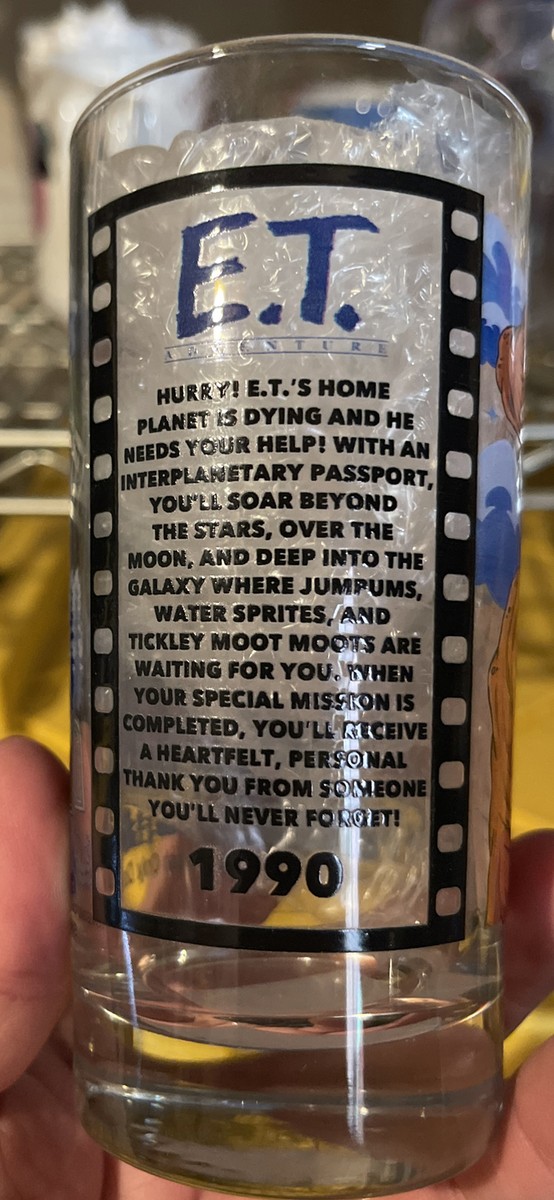 E.T.
ADVENTURE
HURRY! E.T.'S HOME
PLANET IS DYING AND HE
NEEDS YOUR HELP! WITH AN
INTERPLANETARY PASSPORT,
YOU'LL SOAR BEYOND
THE STARS, OVER THE
MOON, AND DEEP INTO THE
GALAXY WHERE JUMPUMS,
WATER SPRITES, AND
TICKLEY MOOT MOOTS ARE
WAITING FOR YOU. WHEN
YOUR SPECIAL MISSION IS
COMPLETED, YOU'LL RECEIVE
A HEARTFELT, PERSONAL
THANK YOU FROM SOMEONE
YOU'LL NEVER FORGET!
1990